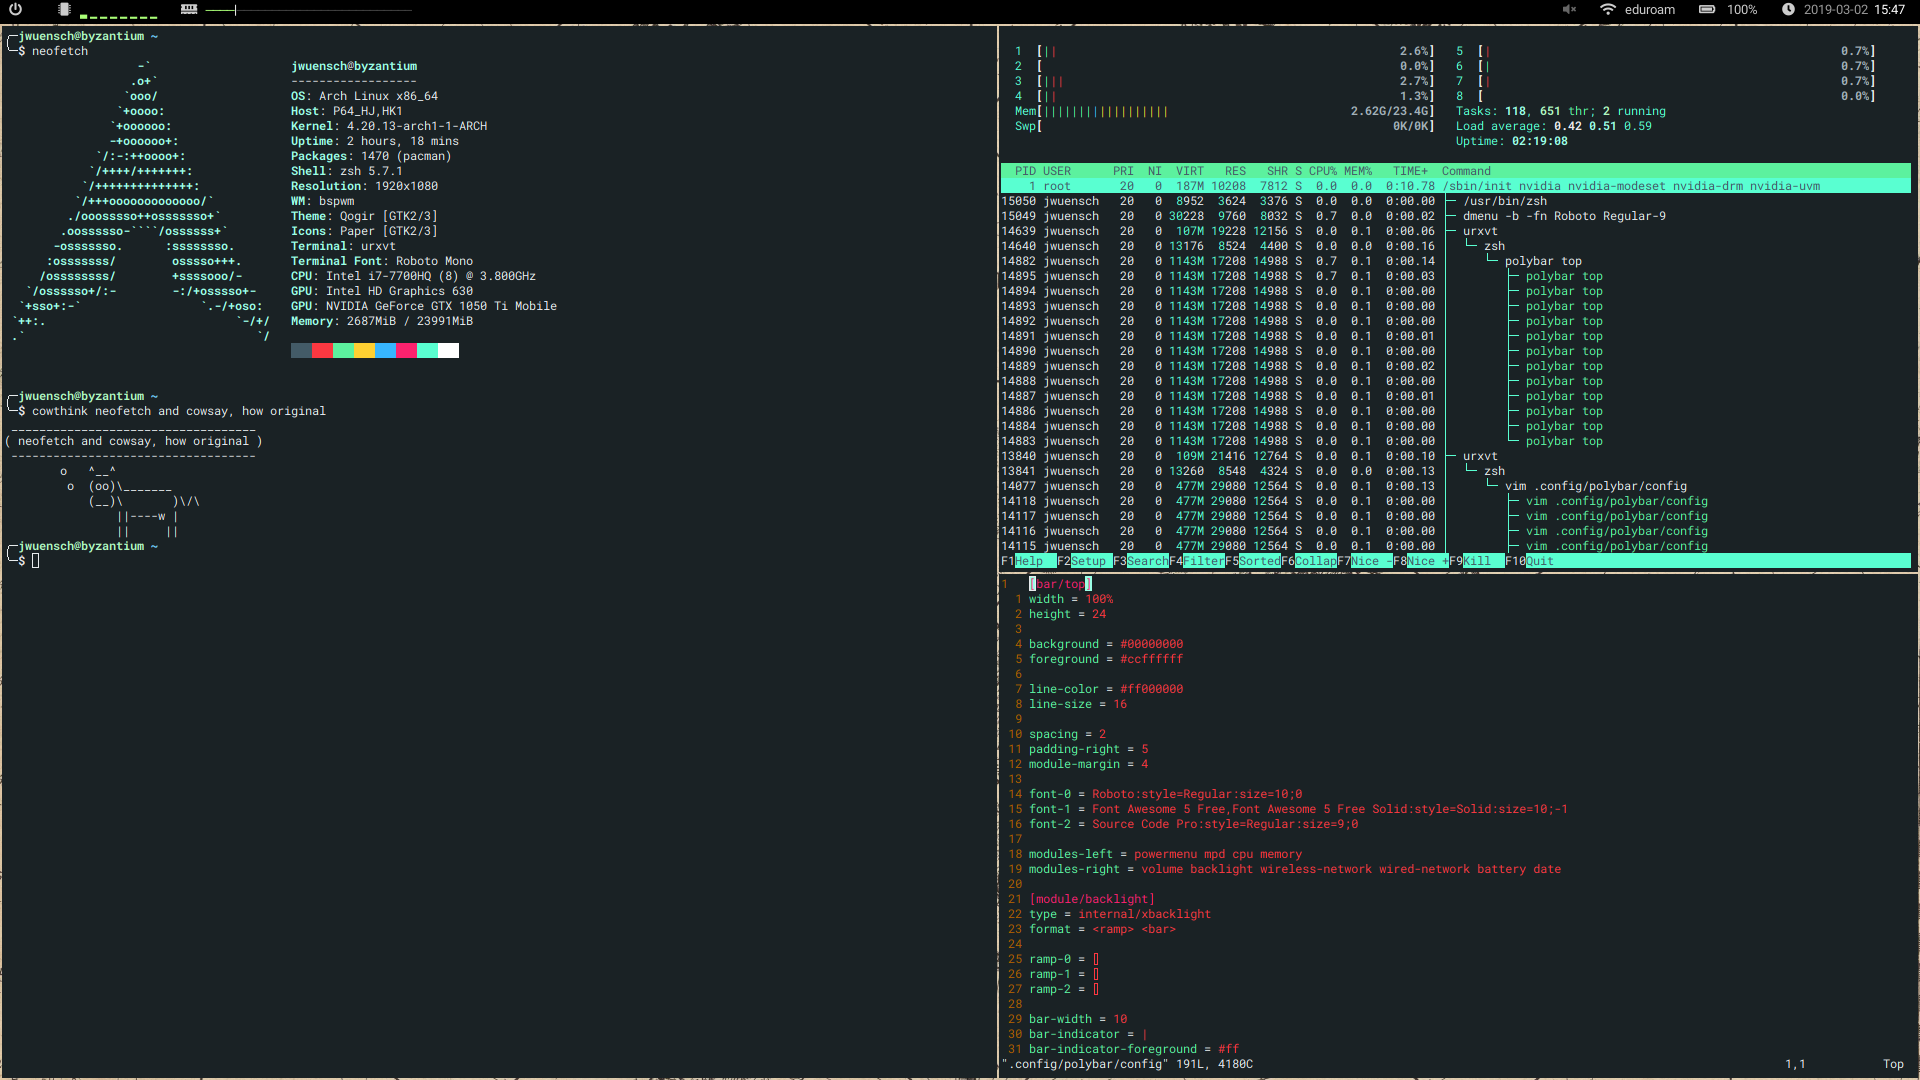 eduroam 100% 2019-03-02 15:47
jwuensch@byzantium ~
$ neofetch
-`
.o+`
`ooo/
`+oooo:
`+oooooo:
-+oooooo+:
`/:-:++oooo+:
`/++++/+++++++:
`/++++++++++++++:
`/+++ooooooooooooo/`
./ooosssso++osssssso+`
.oossssso-````/ossssss+`
-osssssso. :ssssssso.
:osssssss/ osssso+++.
/ossssssss/ +ssssooo/-
`/ossssso+/:- -:/+osssso+-
`+sso+:-` `.-/+oso:
`++:. `-/+/
.` `/
jwuensch@byzantium
------------------
OS: Arch Linux x86_64
Host: P64_HJ,HK1
Kernel: 4.20.13-arch1-1-ARCH
Uptime: 2 hours, 18 mins
Packages: 1470 (pacman)
Shell: zsh 5.7.1
Resolution: 1920x1080
WM: bspwm
Theme: Qogir [GTK2/3]
Icons: Paper [GTK2/3]
Terminal: urxvt
Terminal Font: Roboto Mono
CPU: Intel i7-7700HQ (8) @ 3.800GHz
GPU: Intel HD Graphics 630
GPU: NVIDIA GeForce GTX 1050 Ti Mobile
Memory: 2687MiB / 23991MiB
jwuensch@byzantium ~
$ cowthink neofetch and cowsay, how original
___________________________________
( neofetch and cowsay, how original )
-----------------------------------
o ^__^
o (oo)\_______
(__)\ )\/\
||----w |
|| ||
jwuensch@byzantium ~
$
1 [|| 2.6%] 5 [| 0.7%]
2 [ 0.0%] 6 [| 0.7%]
3 [||| 2.7%] 7 [| 0.7%]
4 [|| 1.3%] 8 [ 0.0%]
Mem[|||||||||||||||||| 2.62G/23.4G] Tasks: 118, 651 thr; 2 running
Swp[ 0K/0K] Load average: 0.42 0.51 0.59
Uptime: 02:19:08
PID USER PRI NI VIRT RES SHR S CPU% MEM% TIME+ Command
1 root 20 0 187M 10208 7812 S 0.0 0.0 0:10.78 /sbin/init nvidia nvidia-modeset nvidia-drm nvidia-uvm
15050 jwuensch 20 0 8952 3624 3376 S 0.0 0.0 0:00.00 ├─ /usr/bin/zsh
15049 jwuensch 20 0 30228 9760 8032 S 0.7 0.0 0:00.02 ├─ dmenu -b -fn Roboto Regular-9
14639 jwuensch 20 0 107M 19228 12156 S 0.0 0.1 0:00.06 ├─ urxvt
14640 jwuensch 20 0 13176 8524 4400 S 0.0 0.0 0:00.16 │ └─ zsh
14882 jwuensch 20 0 1143M 17208 14988 S 0.7 0.1 0:00.14 │ └─ polybar top
14895 jwuensch 20 0 1143M 17208 14988 S 0.7 0.1 0:00.03 │ ├─ polybar top
14894 jwuensch 20 0 1143M 17208 14988 S 0.0 0.1 0:00.00 │ ├─ polybar top
14893 jwuensch 20 0 1143M 17208 14988 S 0.0 0.1 0:00.00 │ ├─ polybar top
14892 jwuensch 20 0 1143M 17208 14988 S 0.0 0.1 0:00.00 │ ├─ polybar top
14891 jwuensch 20 0 1143M 17208 14988 S 0.0 0.1 0:00.01 │ ├─ polybar top
14890 jwuensch 20 0 1143M 17208 14988 S 0.0 0.1 0:00.00 │ ├─ polybar top
14889 jwuensch 20 0 1143M 17208 14988 S 0.0 0.1 0:00.02 │ ├─ polybar top
14888 jwuensch 20 0 1143M 17208 14988 S 0.0 0.1 0:00.00 │ ├─ polybar top
14887 jwuensch 20 0 1143M 17208 14988 S 0.0 0.1 0:00.01 │ ├─ polybar top
14886 jwuensch 20 0 1143M 17208 14988 S 0.0 0.1 0:00.00 │ ├─ polybar top
14884 jwuensch 20 0 1143M 17208 14988 S 0.0 0.1 0:00.00 │ ├─ polybar top
14883 jwuensch 20 0 1143M 17208 14988 S 0.0 0.1 0:00.00 │ └─ polybar top
13840 jwuensch 20 0 109M 21416 12764 S 0.0 0.1 0:00.10 ├─ urxvt
13841 jwuensch 20 0 13260 8548 4324 S 0.0 0.0 0:00.13 │ └─ zsh
14077 jwuensch 20 0 477M 29080 12564 S 0.0 0.1 0:00.13 │ └─ vim .config/polybar/config
14118 jwuensch 20 0 477M 29080 12564 S 0.0 0.1 0:00.00 │ ├─ vim .config/polybar/config
14117 jwuensch 20 0 477M 29080 12564 S 0.0 0.1 0:00.00 │ ├─ vim .config/polybar/config
14116 jwuensch 20 0 477M 29080 12564 S 0.0 0.1 0:00.00 │ ├─ vim .config/polybar/config
14115 jwuensch 20 0 477M 29080 12564 S 0.0 0.1 0:00.00 │ ├─ vim .config/polybar/config
F1Help F2Setup F3SearchF4FilterF5SortedF6CollapF7Nice -F8Nice +F9Kill F10Quit
1 [bar/top]
1 width = 100%
2 height = 24
3
4 background = #00000000
5 foreground = #ccffffff
6
7 line-color = #ff000000
8 line-size = 16
9
10 spacing = 2
11 padding-right = 5
12 module-margin = 4
13
14 font-0 = Roboto:style=Regular:size=10;0
15 font-1 = Font Awesome 5 Free,Font Awesome 5 Free Solid:style=Solid:size=10;-1
16 font-2 = Source Code Pro:style=Regular:size=9;0
17
18 modules-left = powermenu mpd cpu memory
19 modules-right = volume backlight wireless-network wired-network battery date
20
21 [module/backlight]
22 type = internal/xbacklight
23 format = <ramp> <bar>
24
25 ramp-0 =
26 ramp-1 =
27 ramp-2 =
28
29 bar-width = 10
30 bar-indicator = |
31 bar-indicator-foreground = #ff
".config/polybar/config" 191L, 4180C 1,1 Top